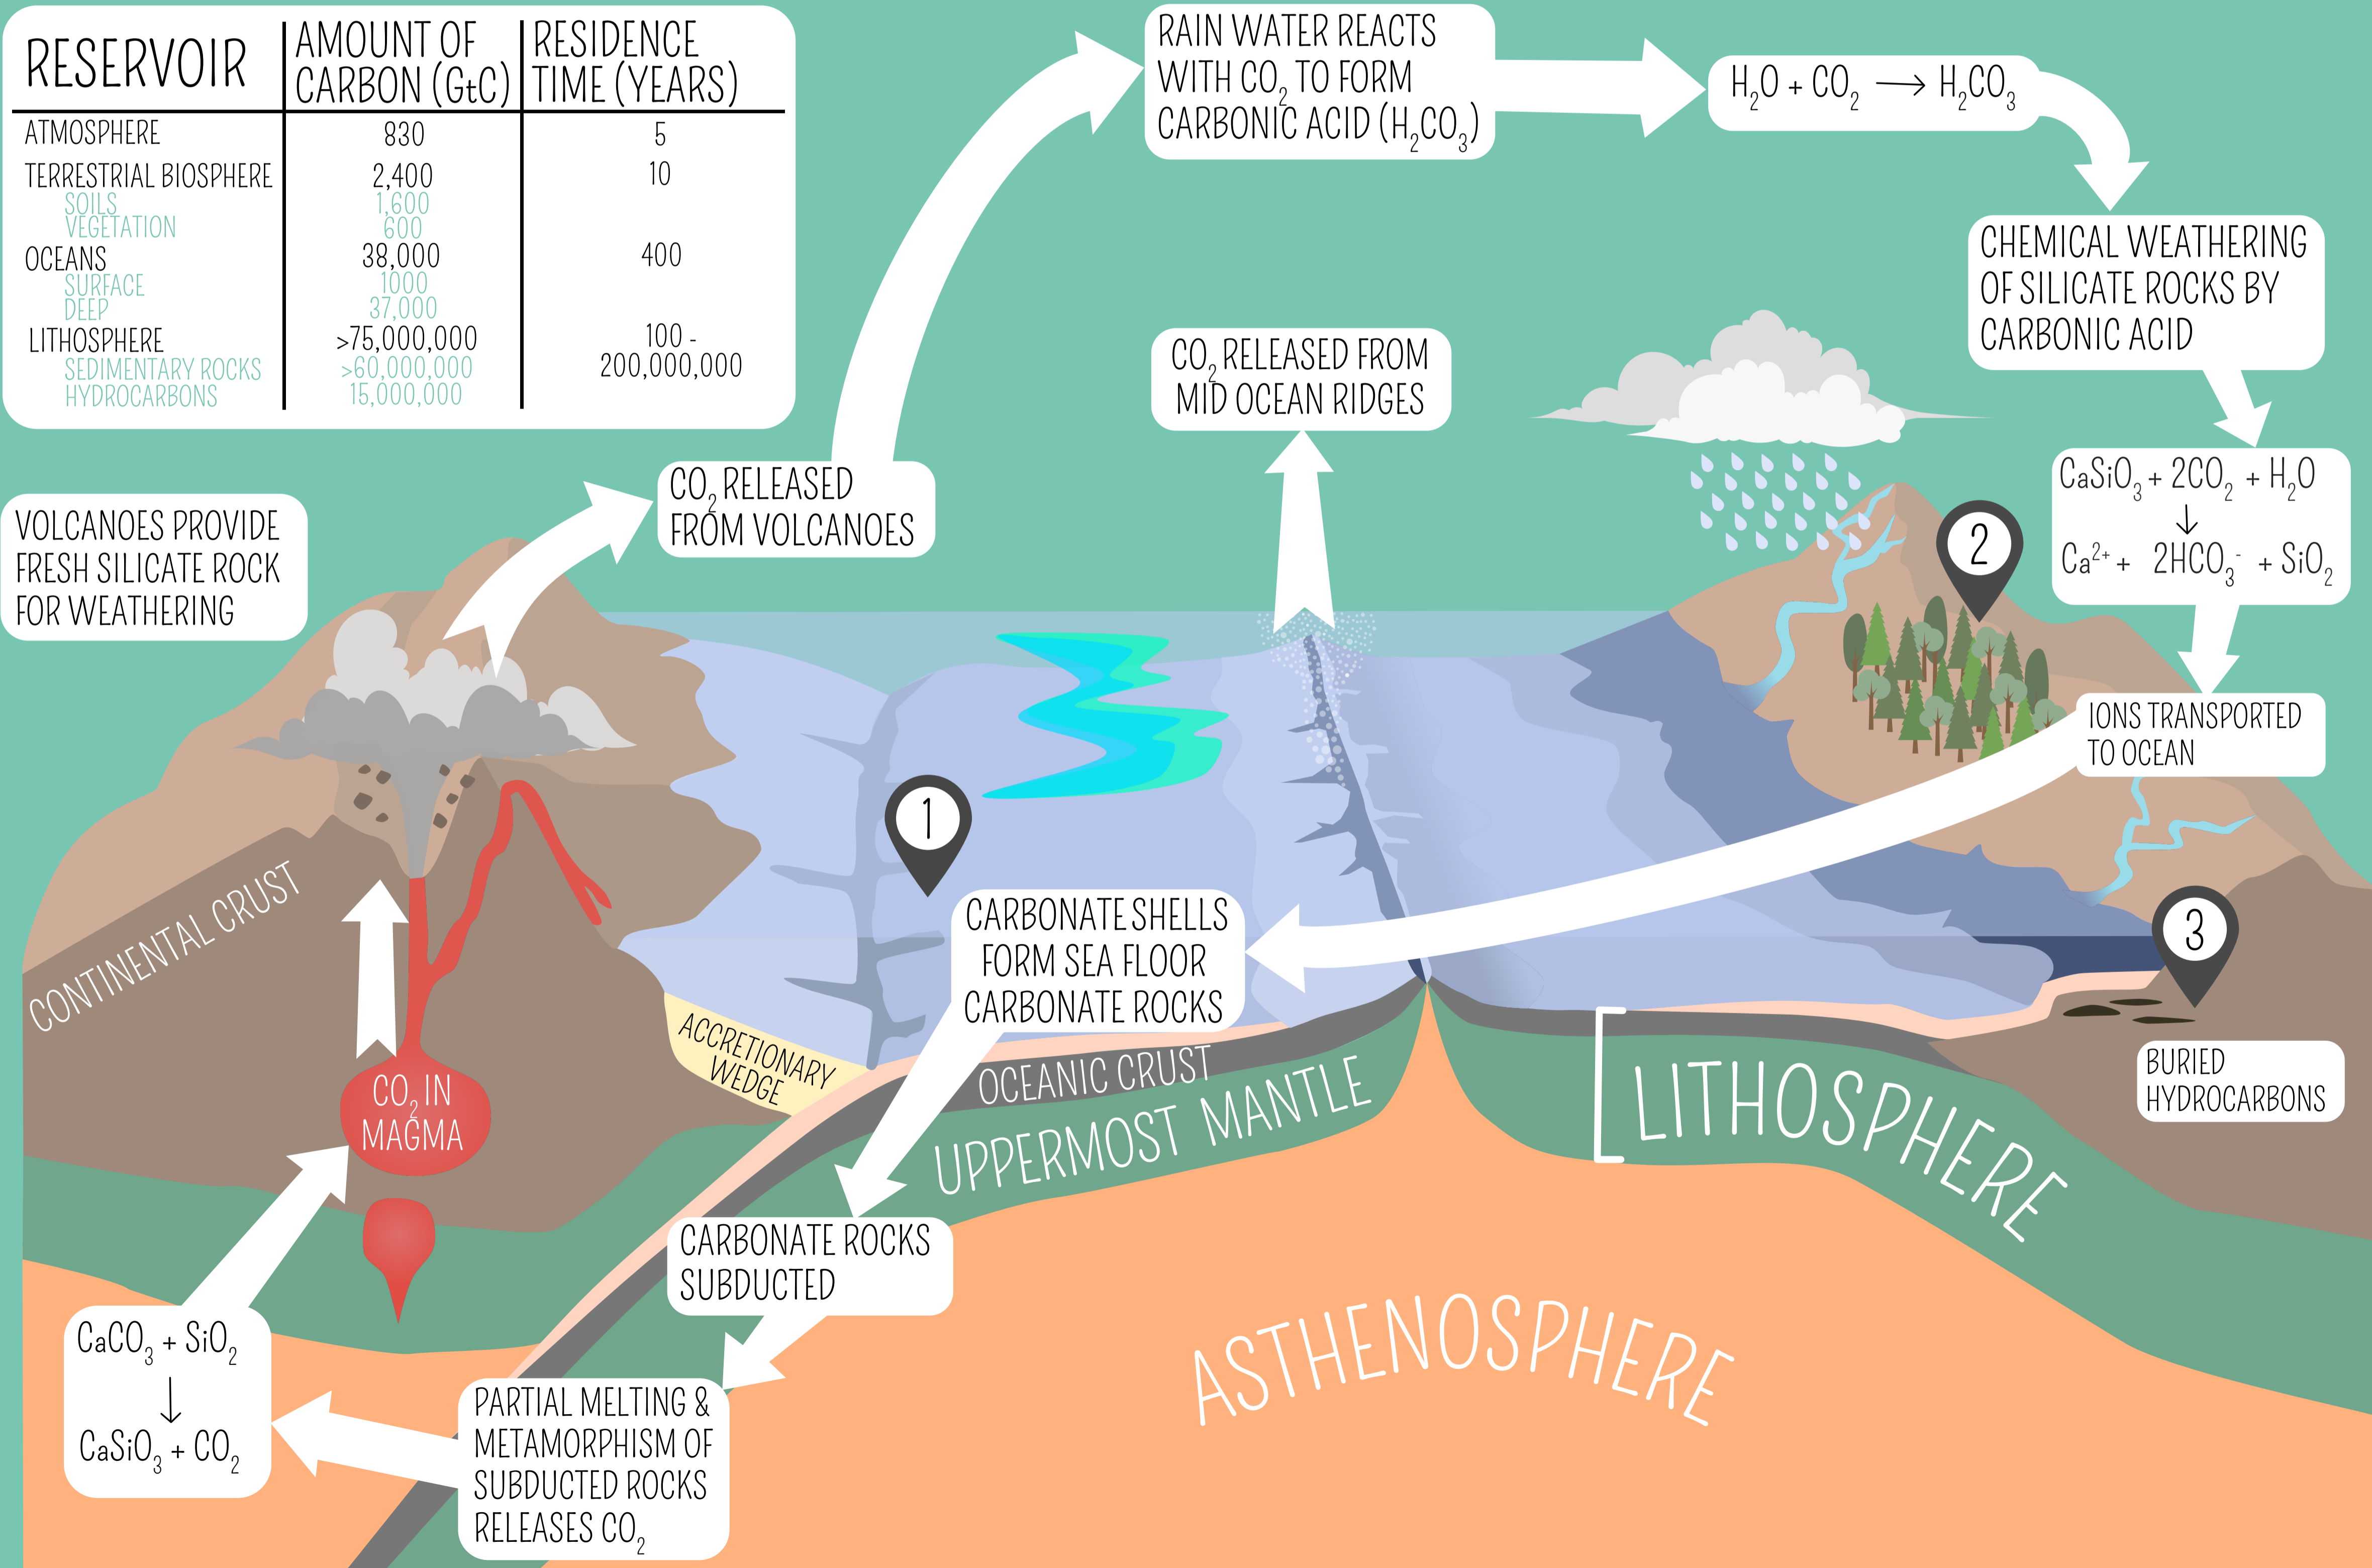 RESERVOIR
AMOUNT OF
CARBON (GtC)
RESIDENCE
TIME (YEARS)
ATMOSPHERE 830 5
TERRESTRIAL BIOSPHERE 2,400 10
SOILS 1,600
VEGETATION 600
OCEANS 38,000 400
SURFACE 1000
DEEP 37,000
LITHOSPHERE >75,000,000 100 -
200,000,000
SEDIMENTARY ROCKS >60,000,000
HYDROCARBONS 15,000,000
RAIN WATER REACTS
WITH CO₂ TO FORM
CARBONIC ACID (H₂CO₃)
H₂O + CO₂ → H₂CO₃
CHEMICAL WEATHERING
OF SILICATE ROCKS BY
CARBONIC ACID
CO₂ RELEASED FROM
MID OCEAN RIDGES
CO₂ RELEASED
FROM VOLCANOES
VOLCANOES PROVIDE
FRESH SILICATE ROCK
FOR WEATHERING
CaSiO₃ + 2CO₂ + H₂O
↓
Ca²⁺ + 2HCO₃⁻ + SiO₂
2
IONS TRANSPORTED
TO OCEAN
1
CONTINENTAL CRUST
CARBONATE SHELLS
FORM SEA FLOOR
CARBONATE ROCKS
3
ACCRETIONARY
WEDGE
OCEANIC CRUST
UPPERMOST MANTLE
LITHOSPHERE
BURIED
HYDROCARBONS
CO₂ IN
MAGMA
CARBONATE ROCKS
SUBDUCTED
ASTHENOSPHERE
CaCO₃ + SiO₂
↓
CaSiO₃ + CO₂
PARTIAL MELTING &
METAMORPHISM OF
SUBDUCTED ROCKS
RELEASES CO₂